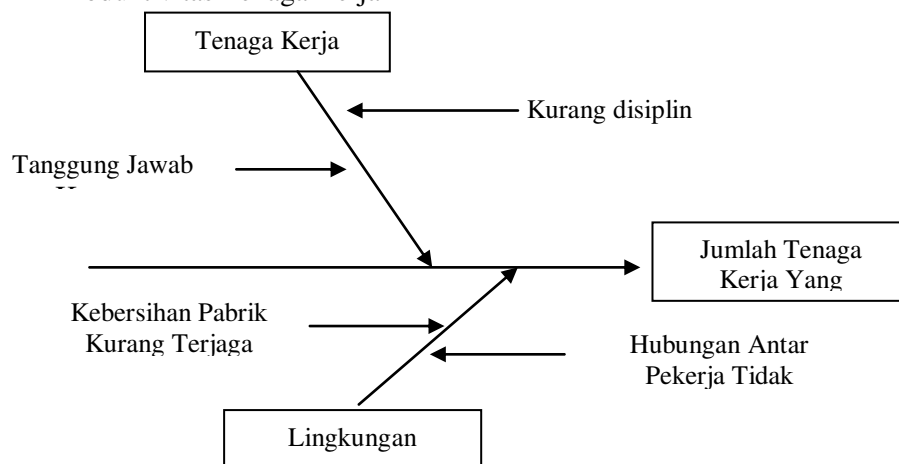 Tenaga Kerja
Kurang disiplin
Tanggung Jawab
Jumlah Tenaga
Kerja Yang
Kebersihan Pabrik
Kurang Terjaga
Hubungan Antar
Pekerja Tidak
Lingkungan